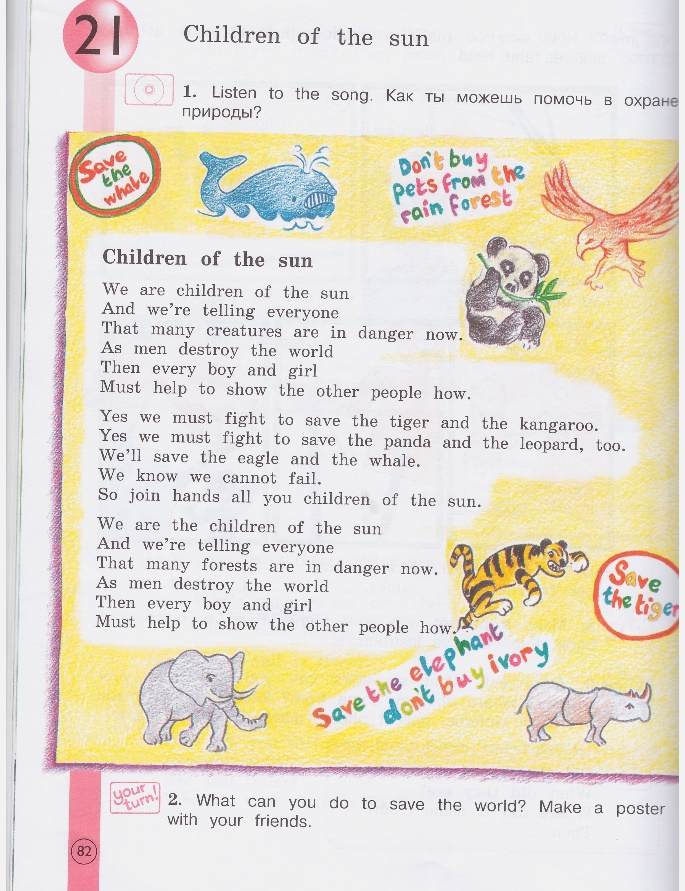 21
Children of the sun
1. Listen to the song. Как ты можешь помочь в охране
природы?
Save
the
whale
Don't buy
pets from the
rain forest
Children of the sun
We are children of the sun
And we're telling everyone
That many creatures are in danger now.
As men destroy the world
Then every boy and girl
Must help to show the other people how.
Yes we must fight to save the tiger and the kangaroo.
Yes we must fight to save the panda and the leopard, too.
We'll save the eagle and the whale.
We know we cannot fail.
So join hands all you children of the sun.
We are the children of the sun
And we're telling everyone
That many forests are in danger now.
As men destroy the world
Then every boy and girl
Must help to show the other people how.
Save
the tiger
Save the elephant
don't buy ivory
your
turn!
2. What can you do to save the world? Make a poster
with your friends.
82